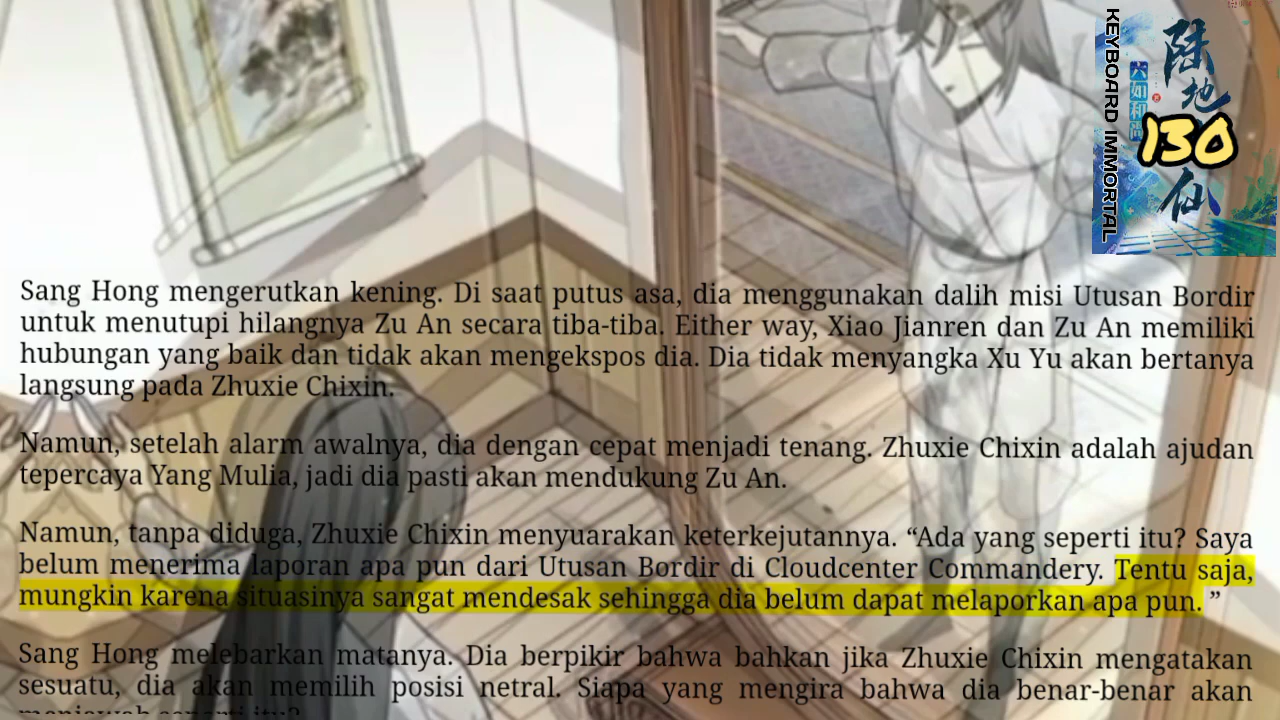 KEYBOARD IMMORTAL
陆地
仙
六如和尚
130
Sang Hong mengerutkan kening. Di saat putus asa, dia menggunakan dalih misi Utusan Bordir
untuk menutupi hilangnya Zu An secara tiba-tiba. Either way, Xiao Jianren dan Zu An memiliki
hubungan yang baik dan tidak akan mengekspos dia. Dia tidak menyangka Xu Yu akan bertanya
langsung pada Zhuxie Chixin.
Namun, setelah alarm awalnya, dia dengan cepat menjadi tenang. Zhuxie Chixin adalah ajudan
tepercaya Yang Mulia, jadi dia pasti akan mendukung Zu An.
Namun, tanpa diduga, Zhuxie Chixin menyuarakan keterkejutannya. “Ada yang seperti itu? Saya
belum menerima laporan apa pun dari Utusan Bordir di Cloudcenter Commandery. Tentu saja,
mungkin karena situasinya sangat mendesak sehingga dia belum dapat melaporkan apa pun. ”
Sang Hong melebarkan matanya. Dia berpikir bahwa bahkan jika Zhuxie Chixin mengatakan
sesuatu, dia akan memilih posisi netral. Siapa yang mengira bahwa dia benar-benar akan